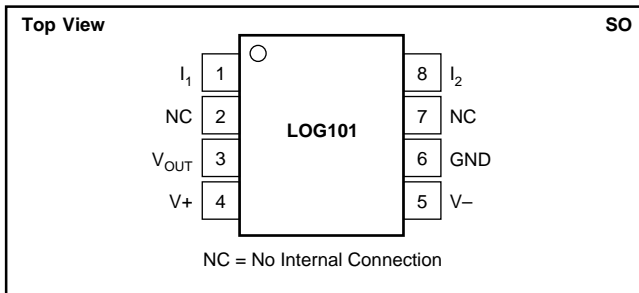 Top View SO
I1 1 8 I2
NC 2 7 NC
LOG101
VOUT 3 6 GND
V+ 4 5 V–
NC = No Internal Connection